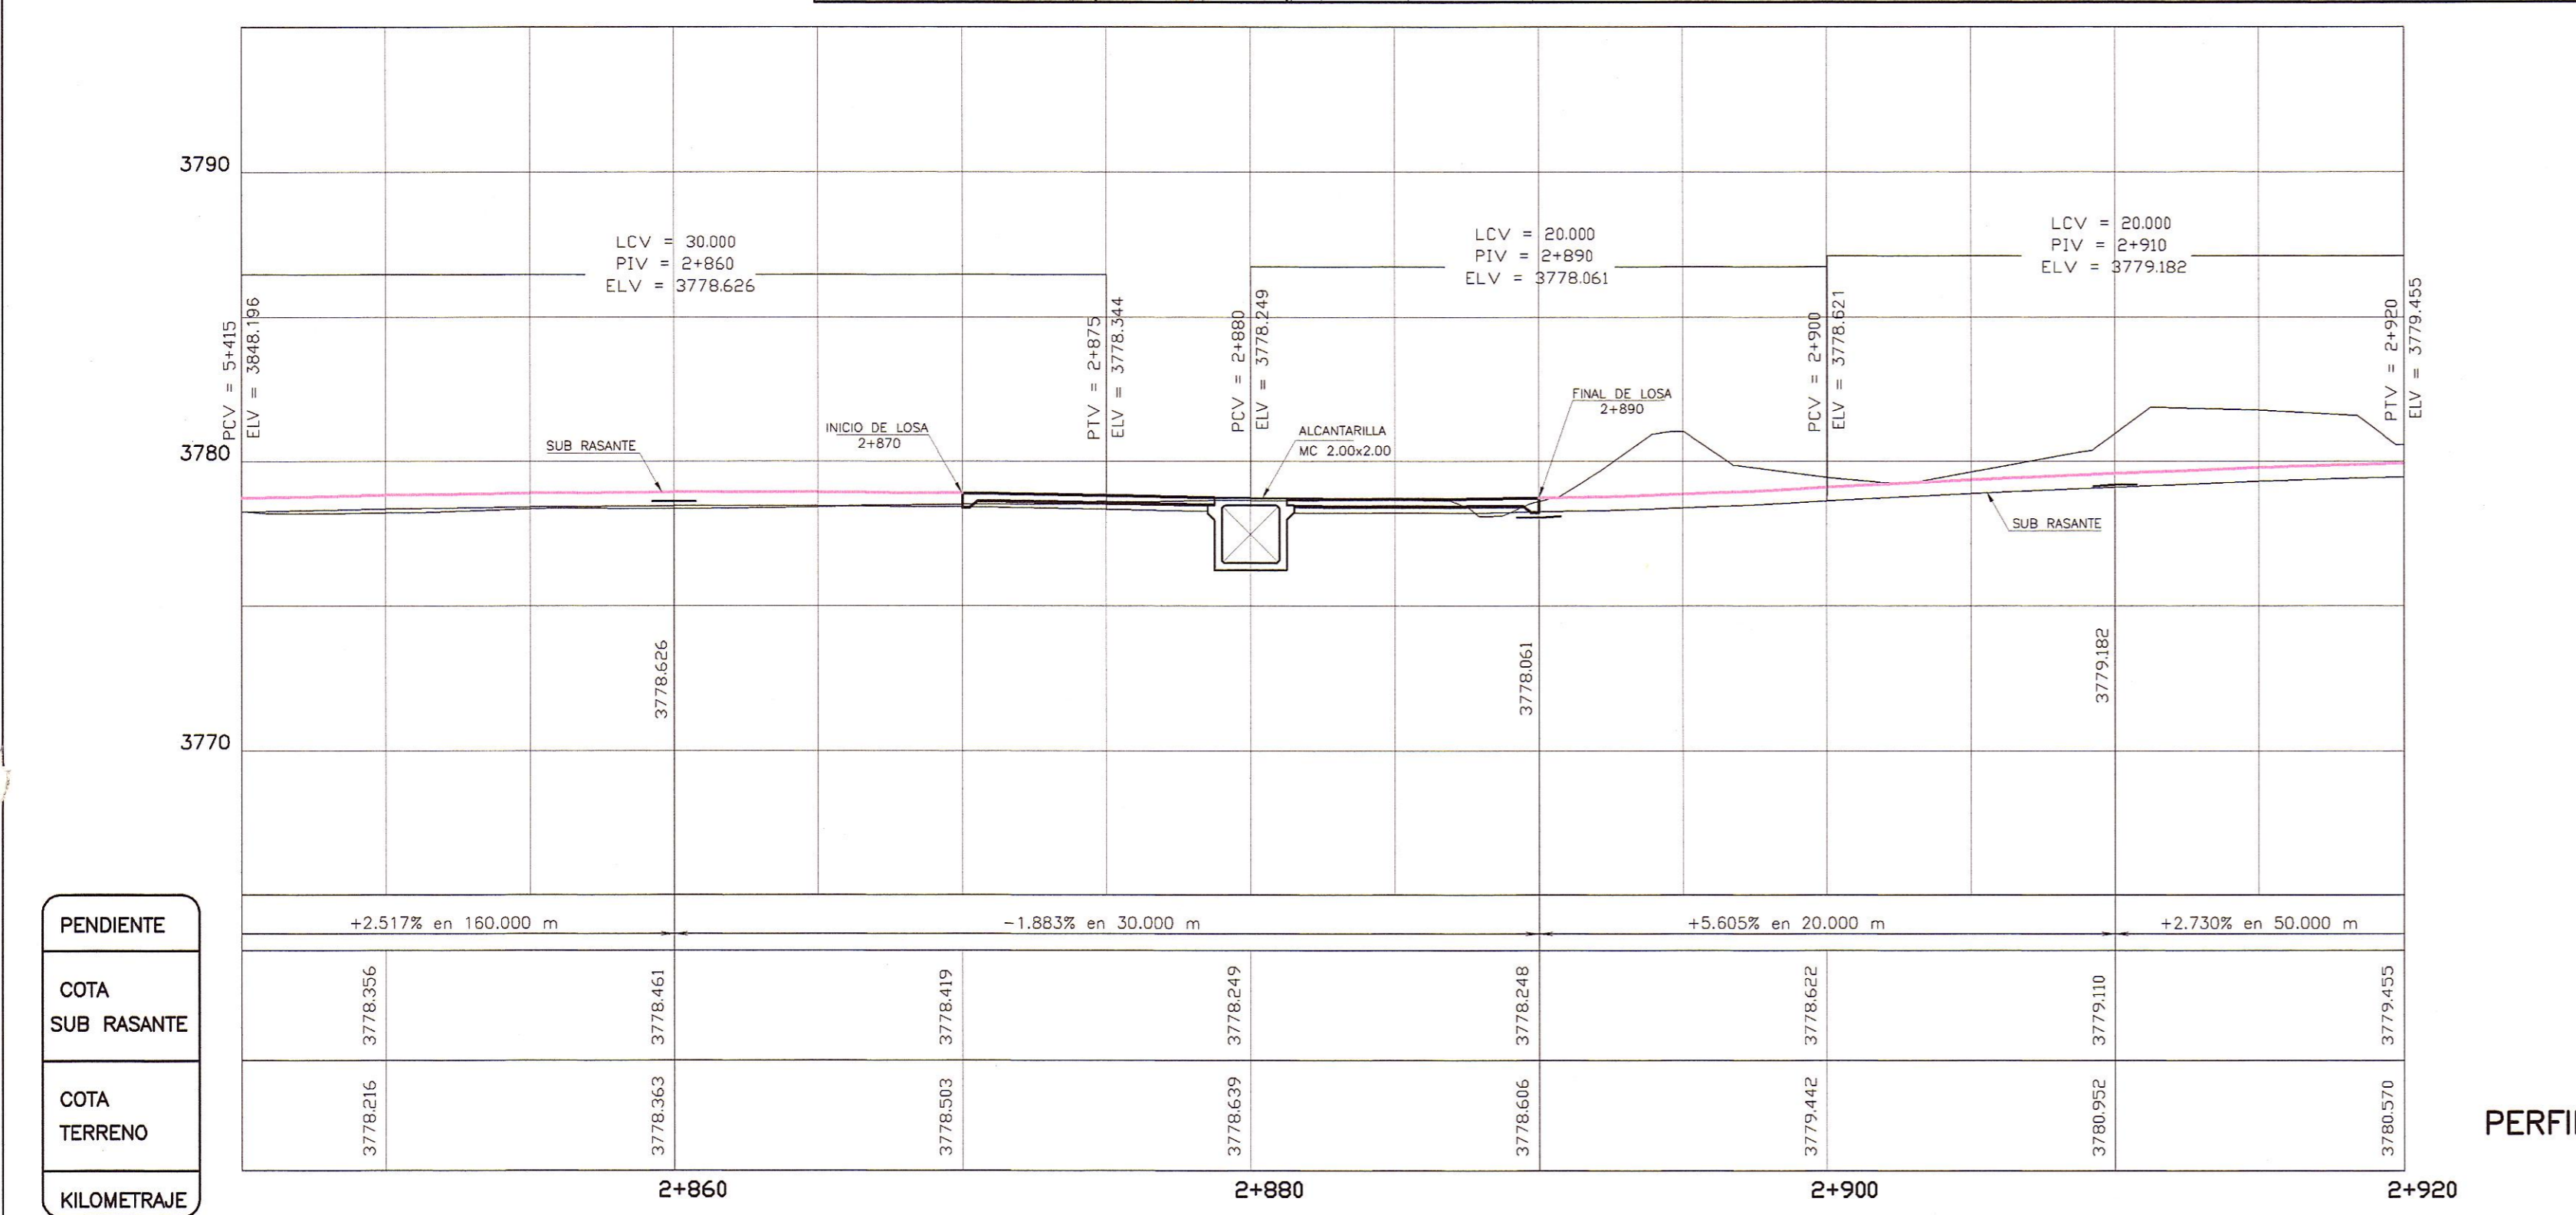 3790
3780
3770
LCV = 30.000
PIV = 2+860
ELV = 3778.626
LCV = 20.000
PIV = 2+890
ELV = 3778.061
LCV = 20.000
PIV = 2+910
ELV = 3779.182
PCV = 5+415
ELV = 3848.196
PTV = 2+875
ELV = 3778.344
PCV = 2+880
ELV = 3778.249
PCV = 2+900
ELV = 3778.621
PTV = 2+920
ELV = 3779.455
SUB RASANTE
INICIO DE LOSA
2+870
ALCANTARILLA
MC 2.00x2.00
FINAL DE LOSA
2+890
SUB RASANTE
3778.626
3778.061
3779.182
PENDIENTE
+2.517% en 160.000 m
-1.883% en 30.000 m
+5.605% en 20.000 m
+2.730% en 50.000 m
COTA
SUB RASANTE
3778.356
3778.461
3778.419
3778.249
3778.248
3778.622
3779.110
3779.455
COTA
TERRENO
3778.216
3778.363
3778.503
3778.639
3778.606
3779.442
3780.952
3780.570
KILOMETRAJE
2+860
2+880
2+900
2+920